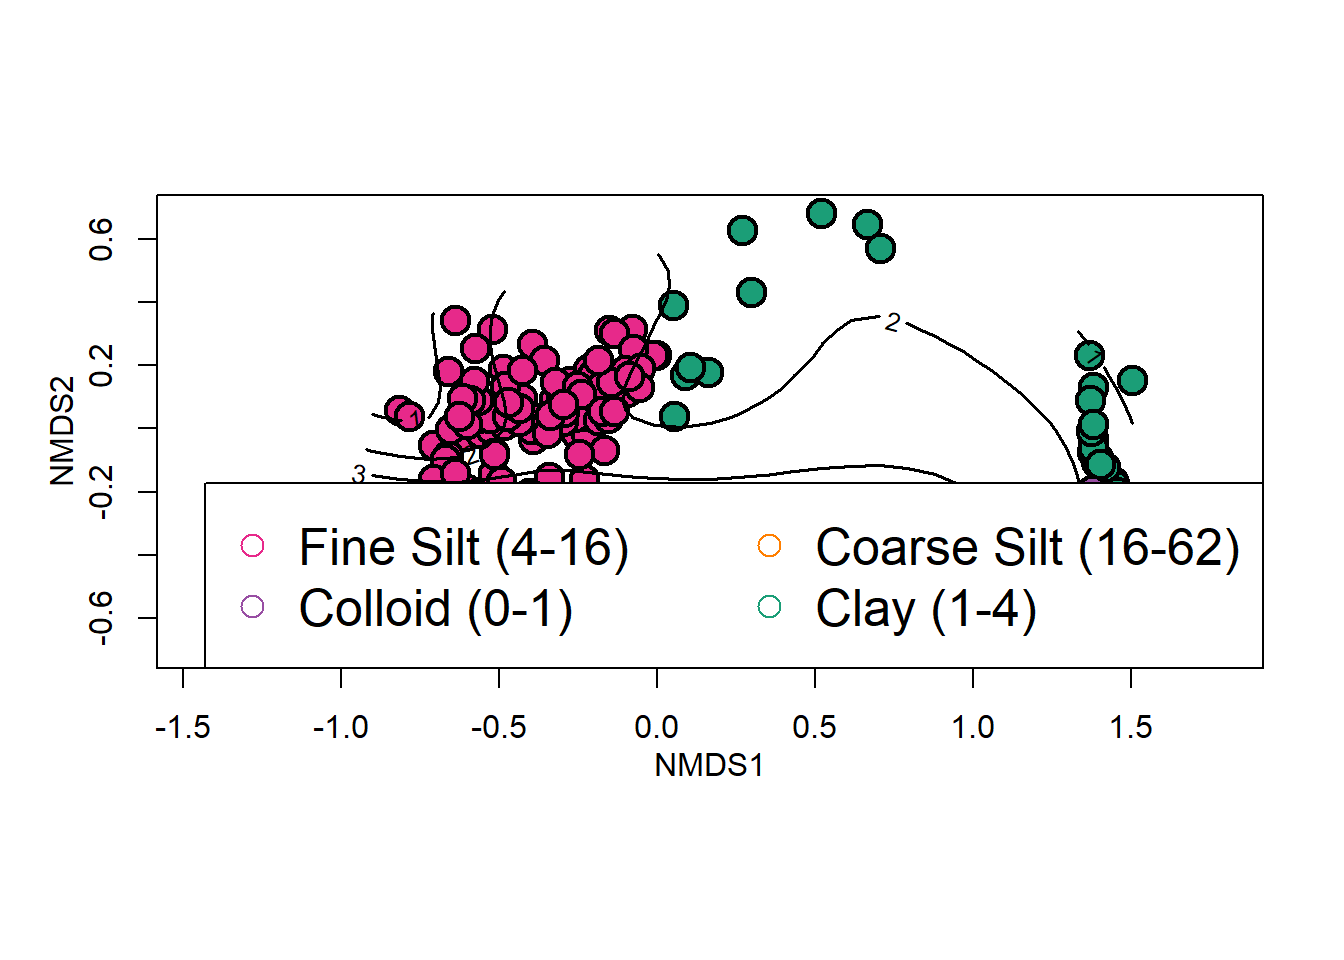 NMDS2
0.6
0.2
-0.2
-0.6
2
1
1
2
3
Fine Silt (4-16)
Coarse Silt (16-62)
Colloid (0-1)
Clay (1-4)
-1.5 -1.0 -0.5 0.0 0.5 1.0 1.5
NMDS1